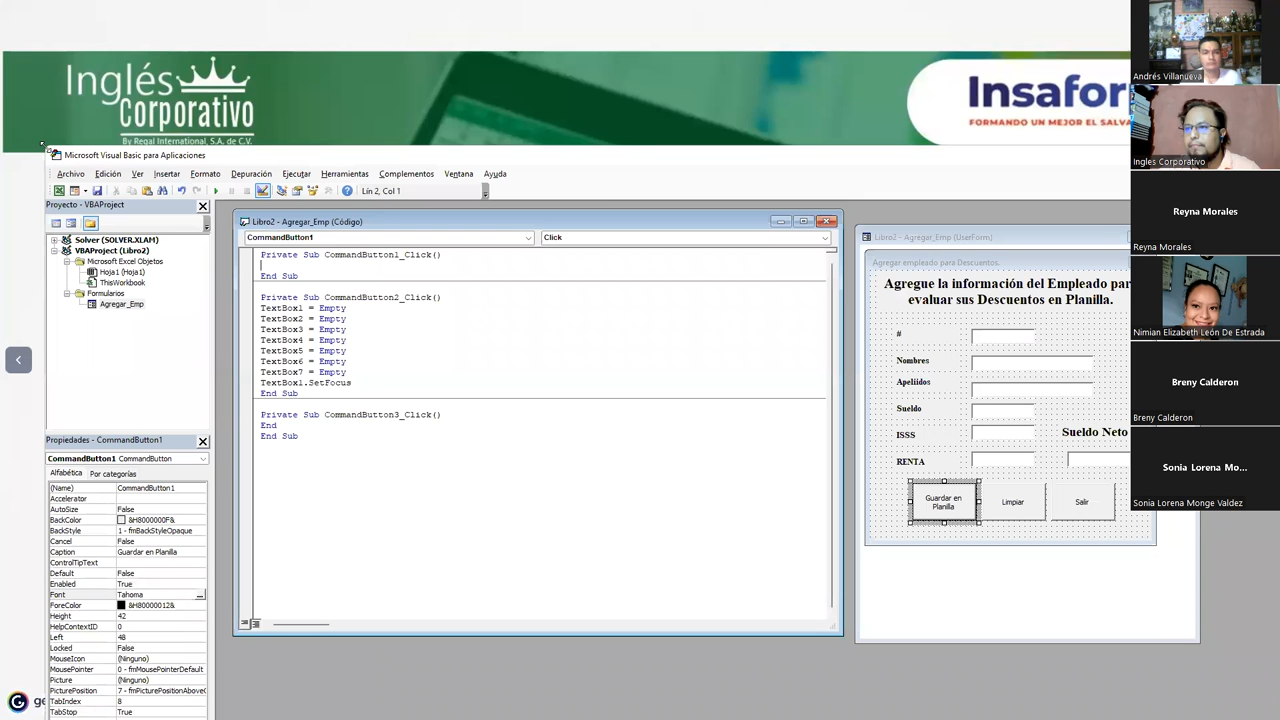 Inglés
Corporativo
By Regal International, S.A. de C.V.
Insafor
FORMANDO UN MEJOR EL SALVA
Microsoft Visual Basic para Aplicaciones
Archivo Edición Ver Insertar Formato Depuración Ejecutar Herramientas Complementos Ventana Ayuda
Lín 2, Col 1
Proyecto - VBAProject
Solver (SOLVER.XLAM)
VBAProject (Libro2)
Microsoft Excel Objetos
Hoja1 (Hoja1)
ThisWorkbook
Formularios
Agregar_Emp
Propiedades - CommandButton1
CommandButton1 CommandButton
Alfabética Por categorías
(Name) CommandButton1
Accelerator
AutoSize False
BackColor &H8000000F&
BackStyle 1 - fmBackStyleOpaque
Cancel False
Caption Guardar en Planilla
ControlTipText
Default False
Enabled True
Font Tahoma
ForeColor &H80000012&
Height 42
HelpContextID 0
Left 48
Locked False
MouseIcon (Ninguno)
MousePointer 0 - fmMousePointerDefault
Picture (Ninguno)
PicturePosition 7 - fmPicturePositionAboveC
TabIndex 8
TabStop True
Libro2 - Agregar_Emp (Código)
CommandButton1 Click
Private Sub CommandButton1_Click()
End Sub
Private Sub CommandButton2_Click()
TextBox1 = Empty
TextBox2 = Empty
TextBox3 = Empty
TextBox4 = Empty
TextBox5 = Empty
TextBox6 = Empty
TextBox7 = Empty
TextBox1.SetFocus
End Sub
Private Sub CommandButton3_Click()
End
End Sub
Libro2 - Agregar_Emp (UserForm)
Agregar empleado para Descuentos.
Agregue la información del Empleado par
evaluar sus Descuentos en Planilla.
#
Nombres
Apeliidos
Sueldo
ISSS
Sueldo Neto
RENTA
Guardar en
Planilla
Limpiar
Salir
Andrés Villanueva
Ingles Corporativo
Reyna Morales
Reyna Morales
Nimian Elizabeth León De Estrada
Breny Calderon
Breny Calderon
Sonia Lorena Mo...
Sonia Lorena Monge Valdez
ge